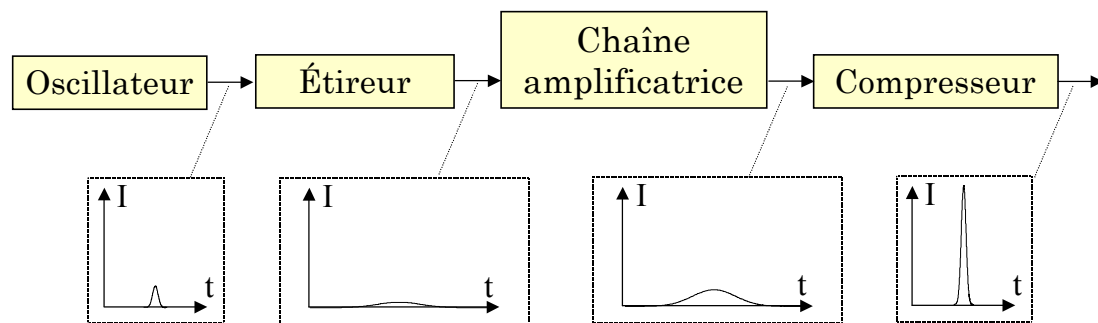 Oscillateur
Étireur
Chaîne
amplificatrice
Compresseur
I
t
I
t
I
t
I
t